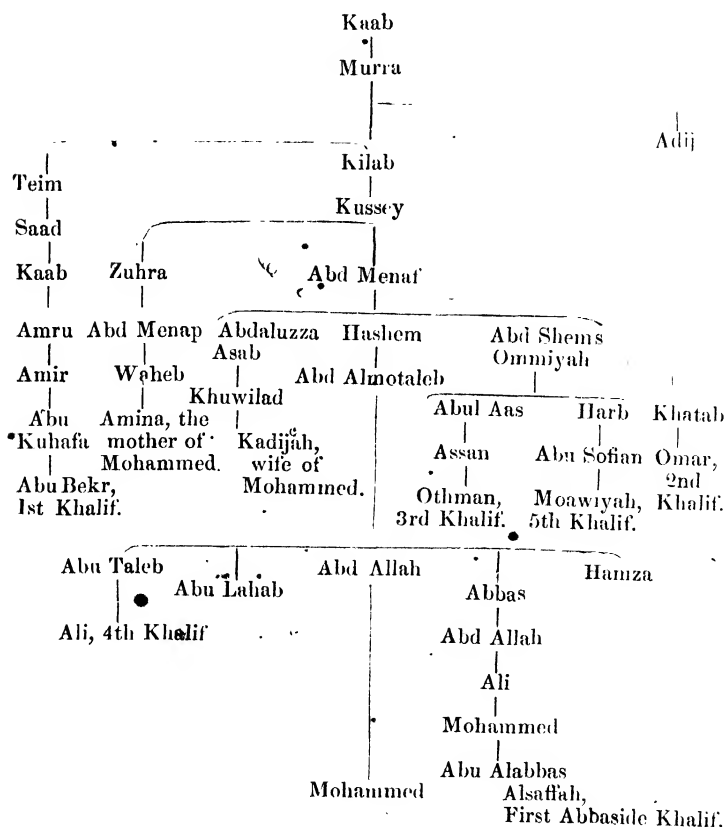 Kaab
Murra
Adij
Kilab
Teim
Kussey
Saad
Kaab Zuhra Abd Menaf
Amru Abd Menap Abdaluzza Hashem Abd Shems
Asab Ommiyah
Amir Waheb Abd Almotaleb
Khuwilad
Abul Aas Harb Khatab
Abu Amina, the
Kuhafa mother of Kadijah, Assan Abu Sofian Omar,
Mohammed. wife of 2nd
Abu Bekr, Mohammed. Othman, Moawiyah, Khalif.
1st Khalif. 3rd Khalif. 5th Khalif.
Abu Taleb Abd Allah Hamza
Abu Lahab Abbas
Ali, 4th Khalif Abd Allah
Ali
Mohammed
Abu Alabbas
Mohammed Alsaffah,
First Abbaside Khalif.